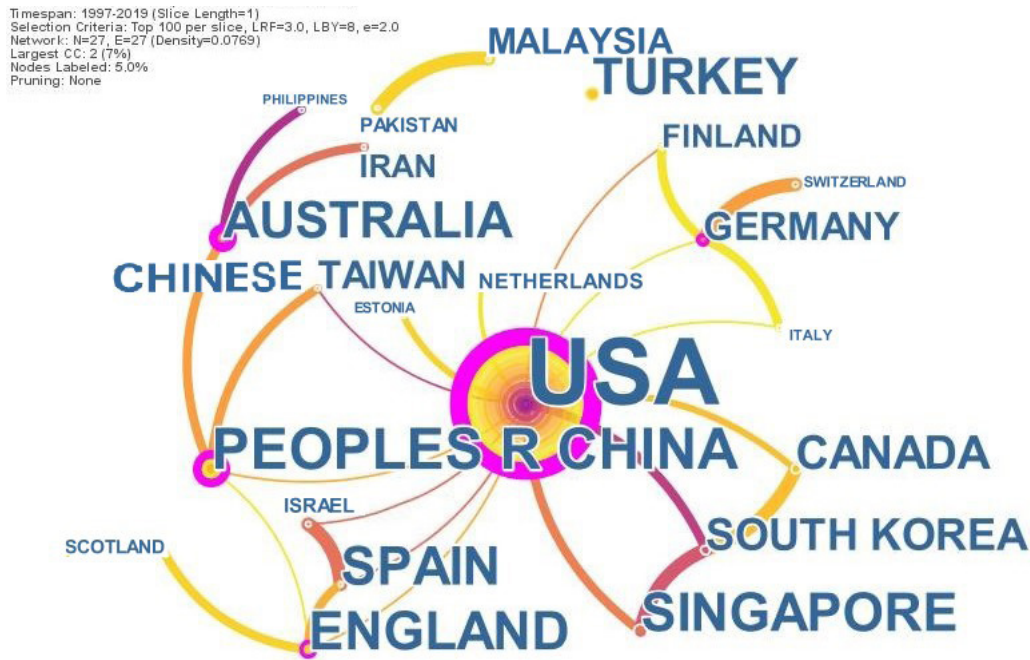 Timespan: 1997-2019 (Slice Length=1)
Selection Criteria: Top 100 per slice, LRF=3.0, LBY=8, e=2.0
Network: N=27, E=27 (Density=0.0769)
Largest CC: 2 (7%)
Nodes Labeled: 5.0%
Pruning: None
MALAYSIA
TURKEY
PHILIPPINES
PAKISTAN
FINLAND
IRAN
SWITZERLAND
AUSTRALIA
GERMANY
CHINESE TAIWAN
NETHERLANDS
ESTONIA
ITALY
USA
PEOPLES R CHINA
CANADA
ISRAEL
SOUTH KOREA
SCOTLAND
SPAIN
SINGAPORE
ENGLAND